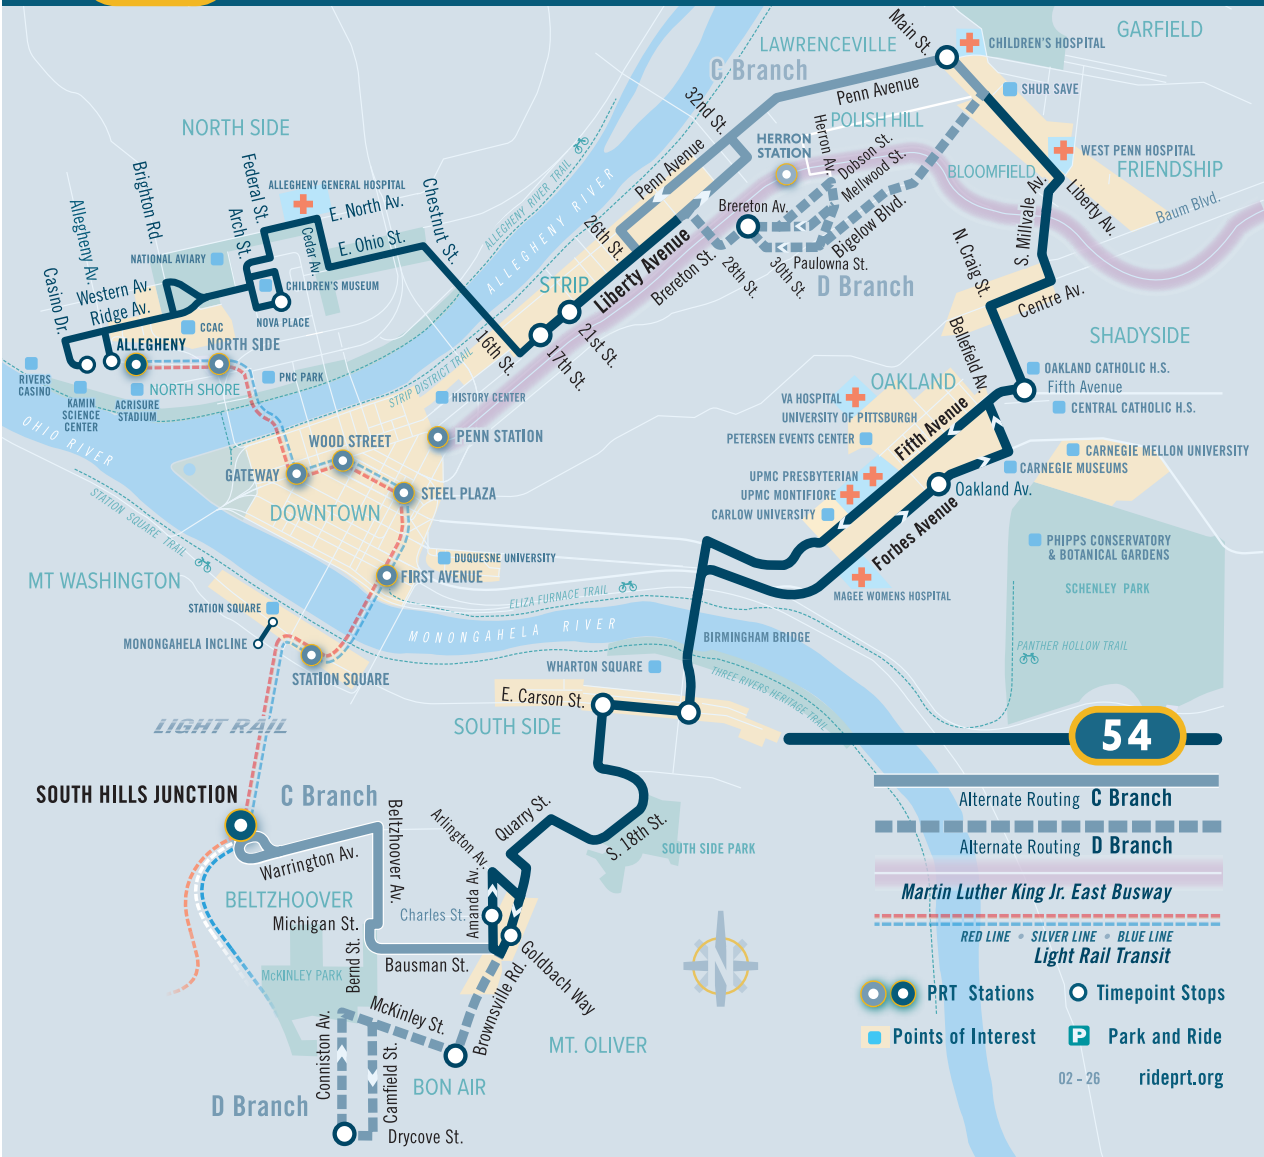 GARFIELD
Main St.
LAWRENCEVILLE
CHILDREN'S HOSPITAL
C Branch
SHUR SAVE
Penn Avenue
32nd St.
POLISH HILL
NORTH SIDE
HERRON
STATION
Herron Av.
Dobson St.
Mellwood St.
WEST PENN HOSPITAL
FRIENDSHIP
BLOOMFIELD
Penn Avenue
ALLEGHENY RIVER TRAIL
ALLEGHENY RIVER
Brighton Rd.
Federal St.
ALLEGHENY GENERAL HOSPITAL
Chestnut St.
Liberty Av.
Baum Blvd.
S. Millvale Av.
Allegheny Av.
Arch St.
E. North Av.
Cedar Av.
E. Ohio St.
26th St.
Brereton Av.
Bigelow Blvd.
NATIONAL AVIARY
Paulowna St.
30th St.
28th St.
Brereton St.
Liberty Avenue
D Branch
N. Craig St.
Centre Av.
Casino Dr.
Western Av.
Ridge Av.
CHILDREN'S MUSEUM
NOVA PLACE
STRIP
21st St.
17th St.
16th St.
CCAC
ALLEGHENY
NORTH SIDE
Bellefield Av.
SHADYSIDE
RIVERS
CASINO
KAMIN
SCIENCE
CENTER
ACRISURE
STADIUM
NORTH SHORE
PNC PARK
STRIP DISTRICT TRAIL
HISTORY CENTER
OAKLAND
OAKLAND CATHOLIC H.S.
Fifth Avenue
CENTRAL CATHOLIC H.S.
VA HOSPITAL
UNIVERSITY OF PITTSBURGH
PETERSEN EVENTS CENTER
Fifth Avenue
OHIO RIVER
WOOD STREET
PENN STATION
GATEWAY
CARNEGIE MELLON UNIVERSITY
CARNEGIE MUSEUMS
UPMC PRESBYTERIAN
UPMC MONTIFIORE
CARLOW UNIVERSITY
Oakland Av.
Forbes Avenue
STEEL PLAZA
DOWNTOWN
STATION SQUARE TRAIL
PHIPPS CONSERVATORY
& BOTANICAL GARDENS
DUQUESNE UNIVERSITY
FIRST AVENUE
MT WASHINGTON
ELIZA FURNACE TRAIL
MAGEE WOMENS HOSPITAL
SCHENLEY PARK
STATION SQUARE
MONONGAHELA INCLINE
MONONGAHELA RIVER
BIRMINGHAM BRIDGE
PANTHER HOLLOW TRAIL
STATION SQUARE
WHARTON SQUARE
THREE RIVERS HERITAGE TRAIL
E. Carson St.
SOUTH SIDE
LIGHT RAIL
54
SOUTH HILLS JUNCTION
C Branch
Alternate Routing C Branch
Beltzhoover Av.
Arlington Av.
Quarry St.
S. 18th St.
SOUTH SIDE PARK
Alternate Routing D Branch
Warrington Av.
BELTZHOOVER
Amanda Av.
Charles St.
Martin Luther King Jr. East Busway
Michigan St.
Bernd St.
Bausman St.
Goldbach Way
RED LINE • SILVER LINE • BLUE LINE
Light Rail Transit
McKINLEY PARK
N
PRT Stations
Timepoint Stops
McKinley St.
Brownsville Rd.
MT. OLIVER
Points of Interest
P
Park and Ride
Conniston Av.
Camfield St.
BON AIR
02 - 26
rideprt.org
D Branch
Drycove St.